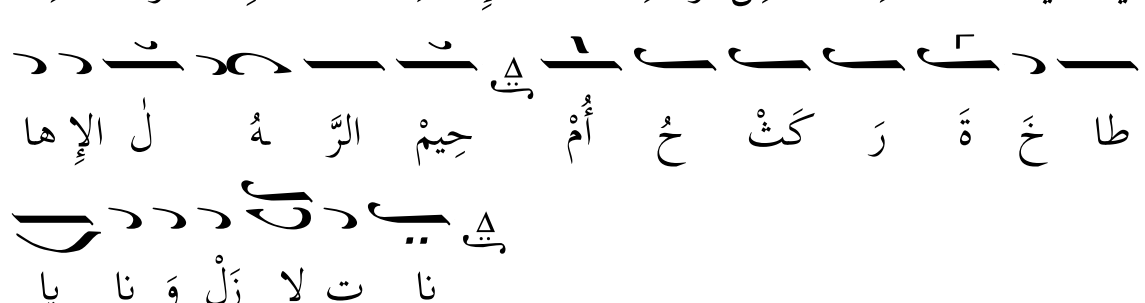 ها الإِ لٰ هُ الرَّ حِيمْ أُمْ حُ كَثْ رَ ةَ خَ طا
يا نا وَ زَلْ لا ت نا